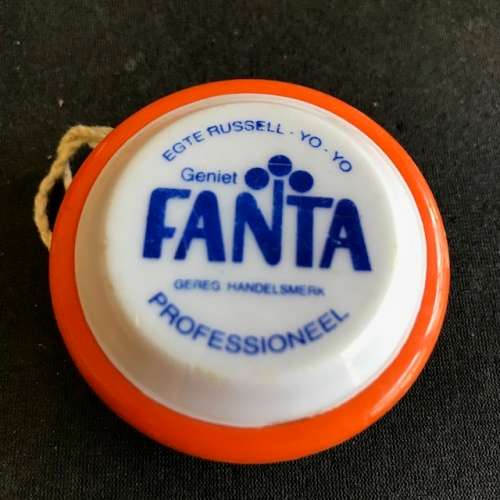 EGTE RUSSELL - YO - YO
Geniet
FANTA
GEREG HANDELSMERK
PROFESSIONEEL